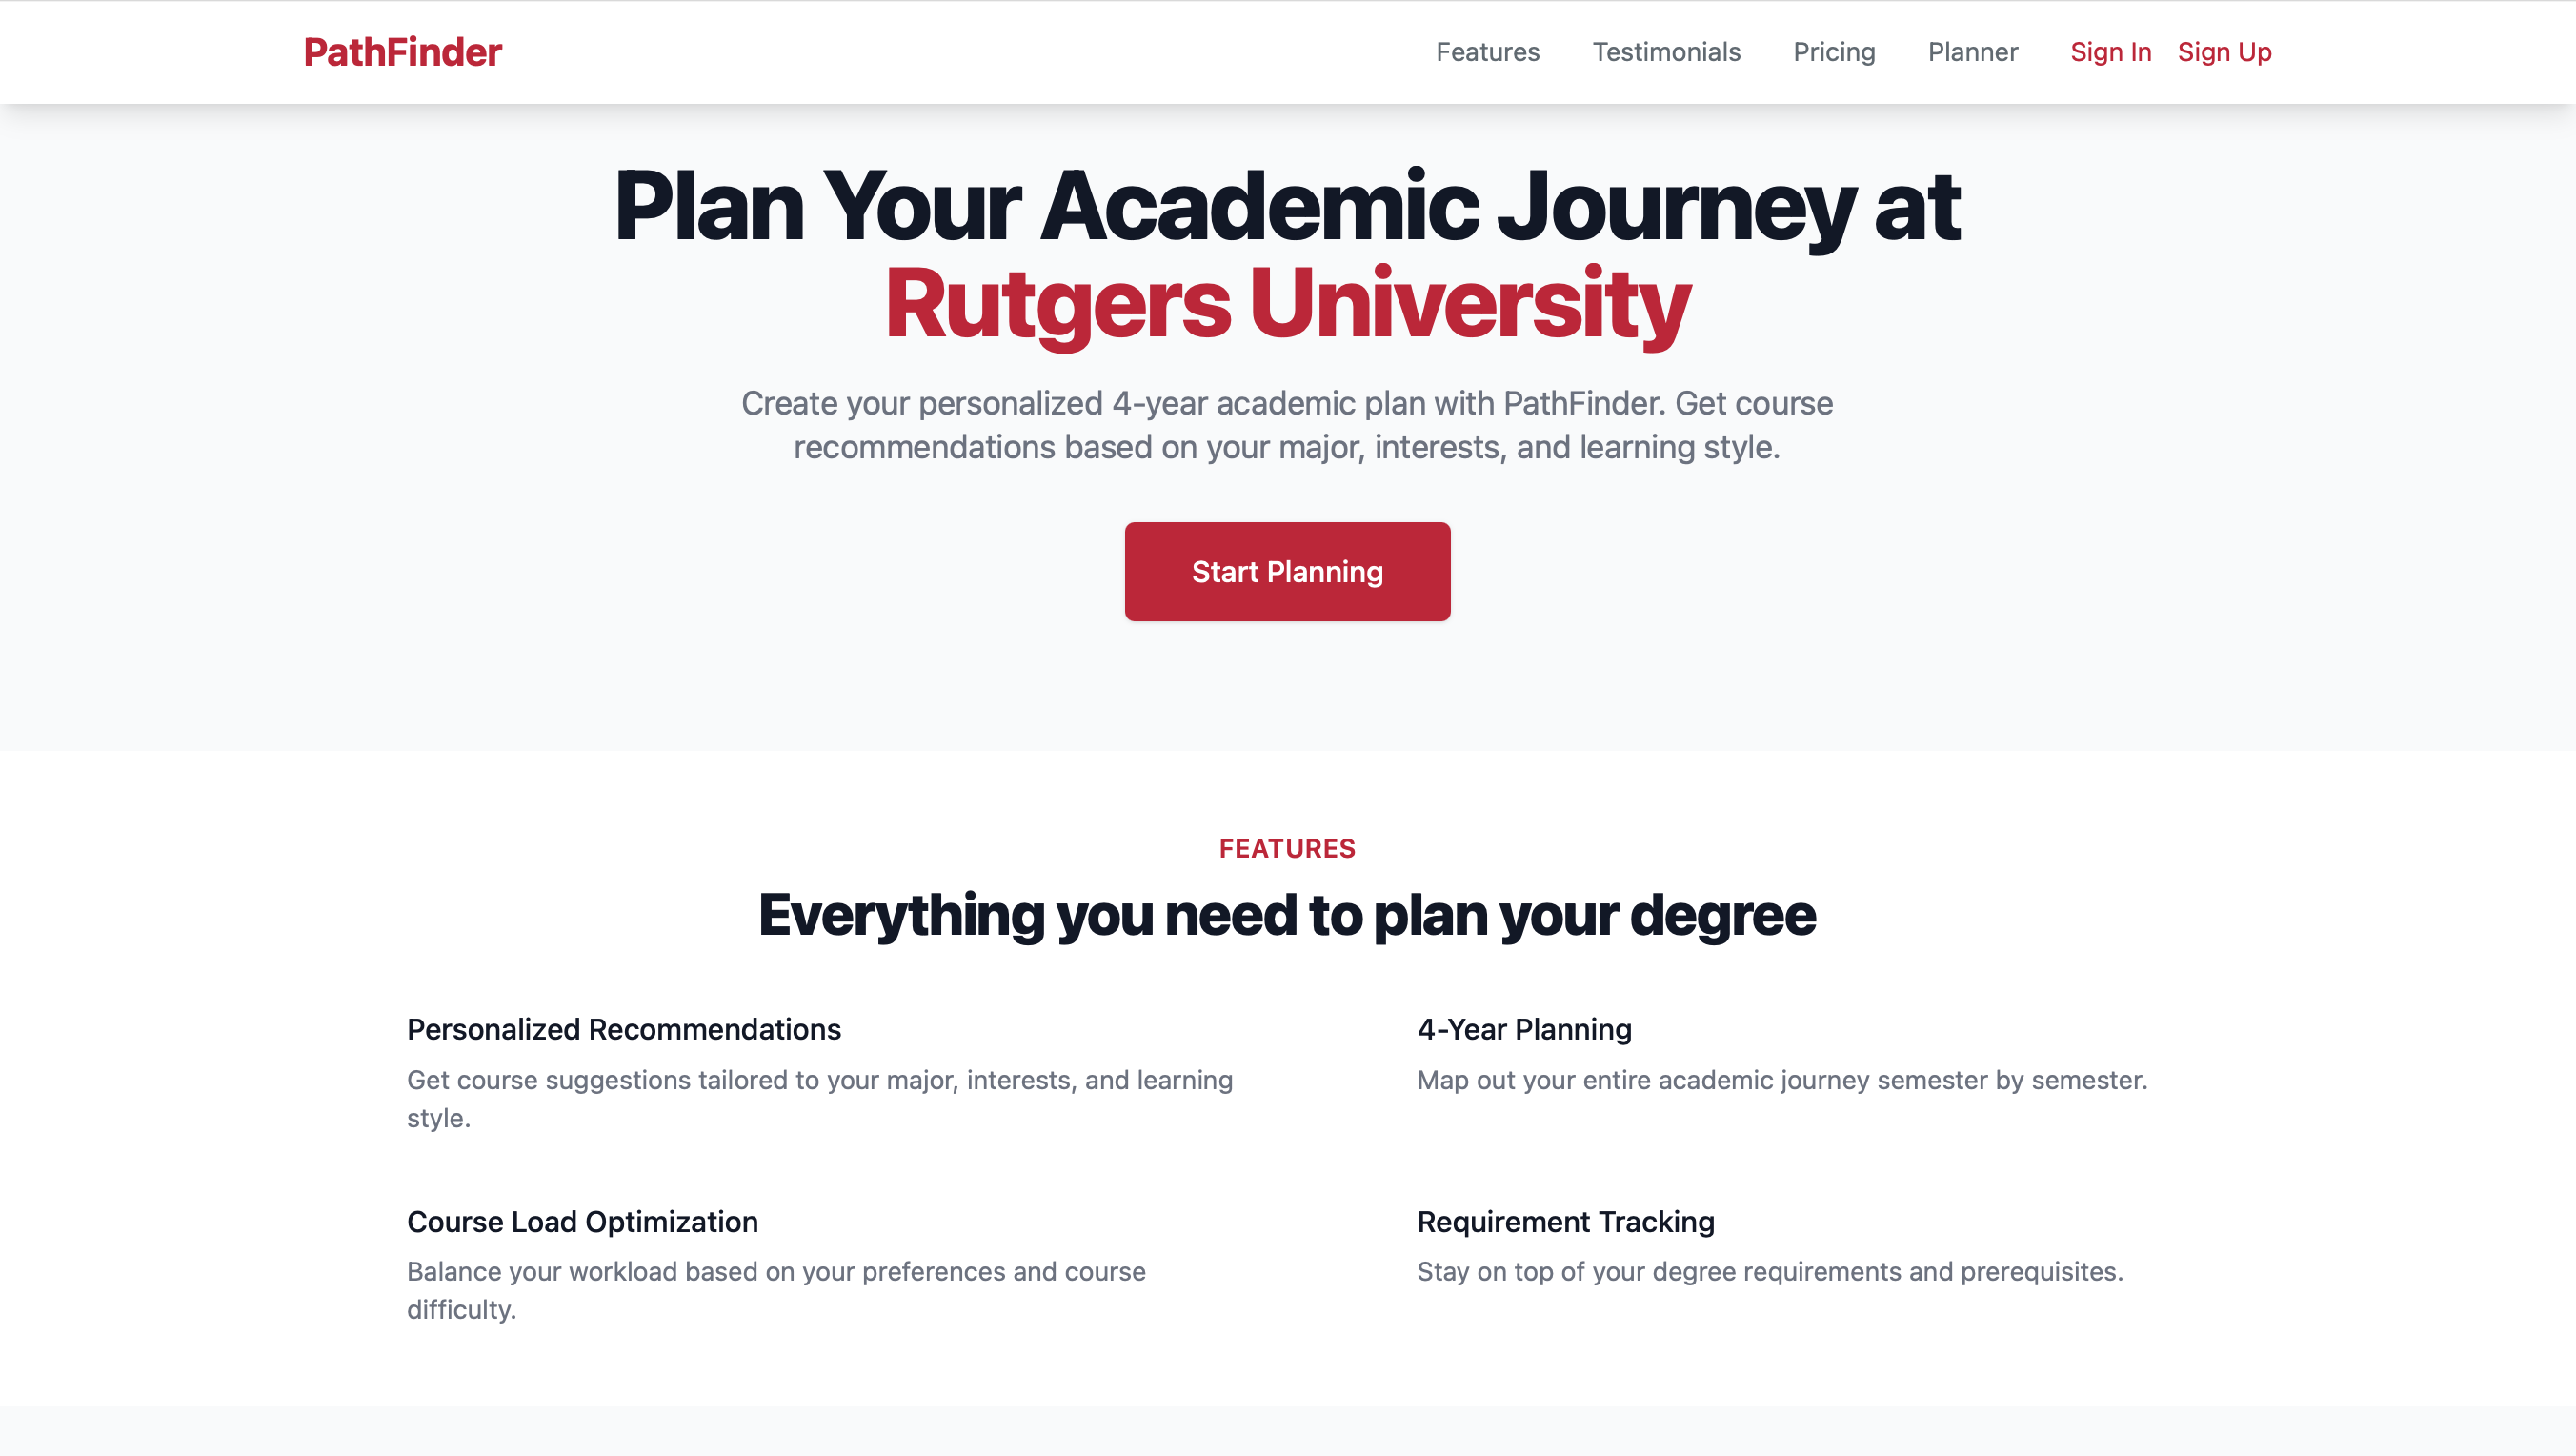 PathFinder
Features Testimonials Pricing Planner Sign In Sign Up
Plan Your Academic Journey at
Rutgers University
Create your personalized 4-year academic plan with PathFinder. Get course
recommendations based on your major, interests, and learning style.
Start Planning
FEATURES
Everything you need to plan your degree
Personalized Recommendations
Get course suggestions tailored to your major, interests, and learning
style.
4-Year Planning
Map out your entire academic journey semester by semester.
Course Load Optimization
Balance your workload based on your preferences and course
difficulty.
Requirement Tracking
Stay on top of your degree requirements and prerequisites.